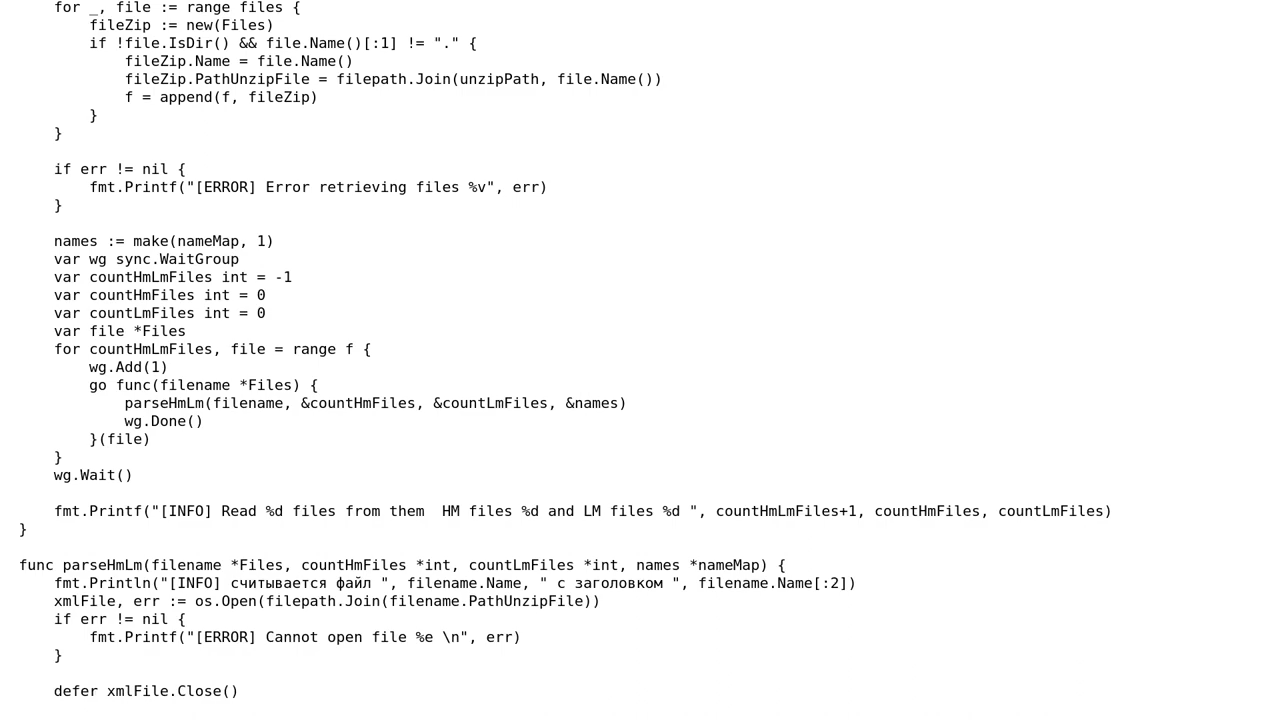 for _, file := range files {
fileZip := new(Files)
if !file.IsDir() && file.Name()[:1] != "." {
fileZip.Name = file.Name()
fileZip.PathUnzipFile = filepath.Join(unzipPath, file.Name())
f = append(f, fileZip)
}
}
if err != nil {
fmt.Printf("[ERROR] Error retrieving files %v", err)
}
names := make(nameMap, 1)
var wg sync.WaitGroup
var countHmLmFiles int = -1
var countHmFiles int = 0
var countLmFiles int = 0
var file *Files
for countHmLmFiles, file = range f {
wg.Add(1)
go func(filename *Files) {
parseHmLm(filename, &countHmFiles, &countLmFiles, &names)
wg.Done()
}(file)
}
wg.Wait()
fmt.Printf("[INFO] Read %d files from them  HM files %d and LM files %d ", countHmLmFiles+1, countHmFiles, countLmFiles)
}
func parseHmLm(filename *Files, countHmFiles *int, countLmFiles *int, names *nameMap) {
fmt.Println("[INFO] считывается файл ", filename.Name, " с заголовком ", filename.Name[:2])
xmlFile, err := os.Open(filepath.Join(filename.PathUnzipFile))
if err != nil {
fmt.Printf("[ERROR] Cannot open file %e \n", err)
}
defer xmlFile.Close()